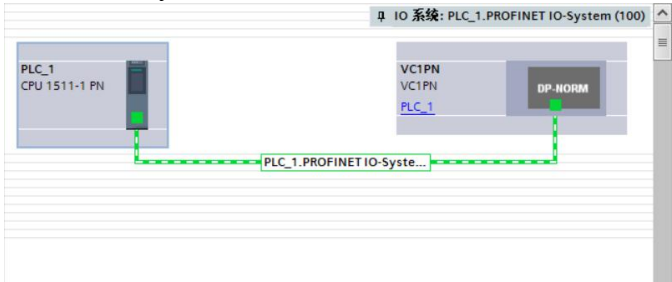 IO 系统: PLC_1.PROFINET IO-System (100)
PLC_1
CPU 1511-1 PN
VC1PN
VC1PN
DP-NORM
PLC_1
PLC_1.PROFINET IO-Syste...